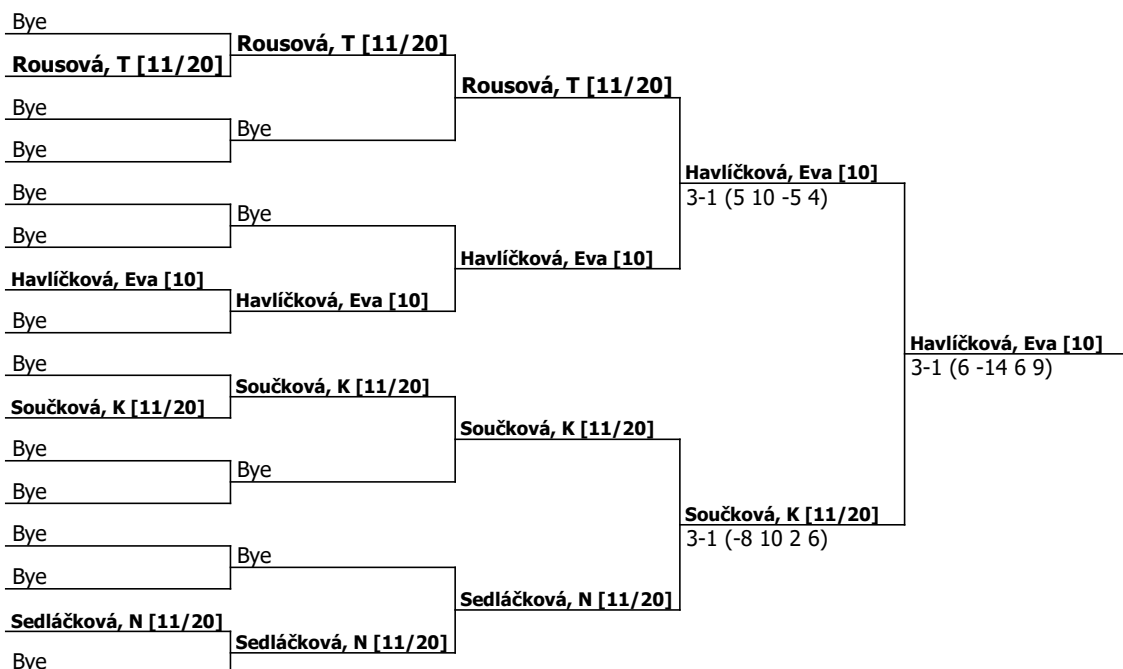 Bye
Rousová, T [11/20]
Bye
Bye
Bye
Bye
Havlíčková, Eva [10]
Bye
Bye
Součková, K [11/20]
Bye
Bye
Bye
Bye
Sedláčková, N [11/20]
Bye
Rousová, T [11/20]
Bye
Bye
Havlíčková, Eva [10]
Součková, K [11/20]
Bye
Bye
Sedláčková, N [11/20]
Rousová, T [11/20]
Havlíčková, Eva [10]
Součková, K [11/20]
Sedláčková, N [11/20]
Havlíčková, Eva [10]
3-1 (5 10 -5 4)
Součková, K [11/20]
3-1 (-8 10 2 6)
Havlíčková, Eva [10]
3-1 (6 -14 6 9)